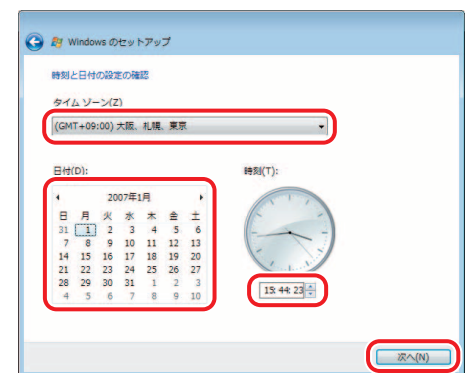 Windows のセットアップ
時刻と日付の設定の確認
タイム ゾーン(Z)
(GMT+09:00) 大阪、札幌、東京
日付(D):
時刻(T):
2007年1月
日 月 火 水 木 金 土
31 1 2 3 4 5 6
7 8 9 10 11 12 13
14 15 16 17 18 19 20
21 22 23 24 25 26 27
28 29 30 31 1 2 3
4 5 6 7 8 9 10
15:44:23
次へ(N)